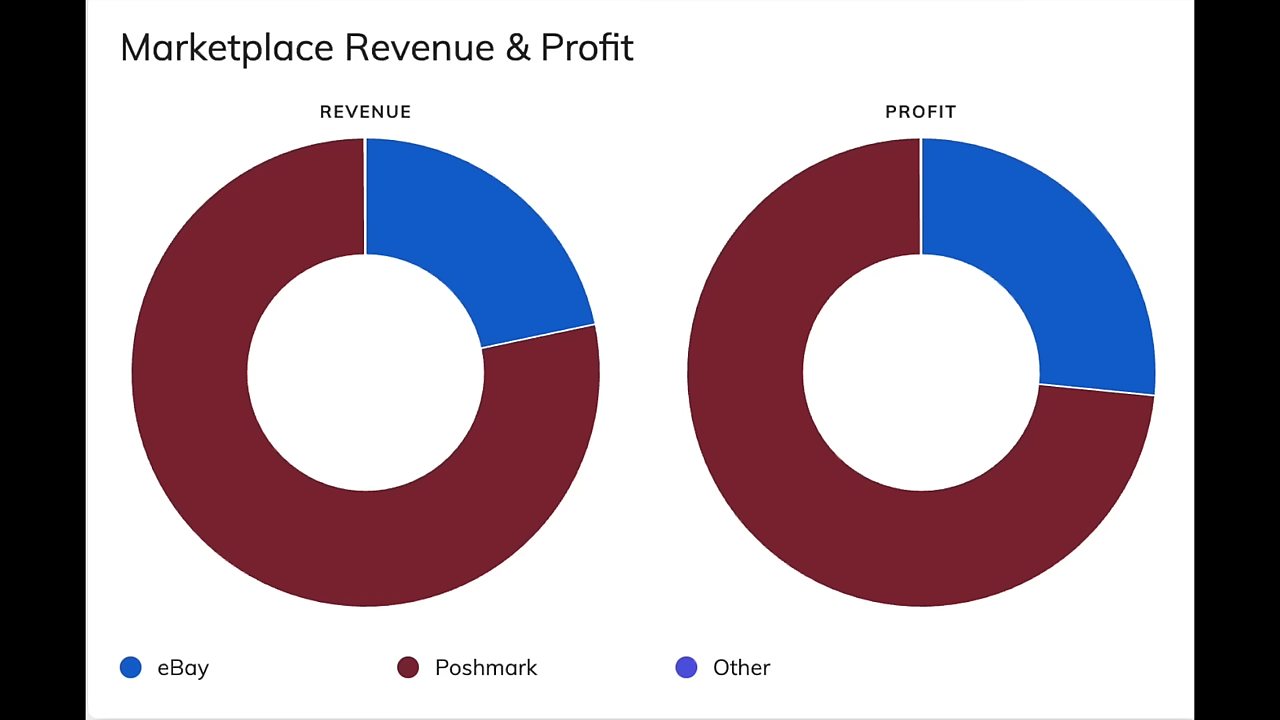 Marketplace Revenue & Profit
REVENUE
PROFIT
eBay
Poshmark
Other